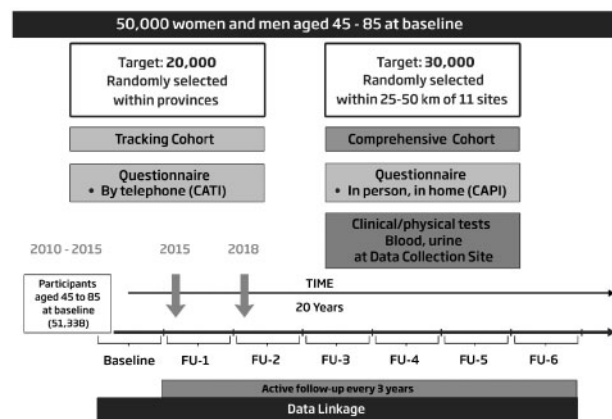 50,000 women and men aged 45 - 85 at baseline
Target: 20,000
Randomly selected
within provinces
Target: 30,000
Randomly selected
within 25-50 km of 11 sites
Tracking Cohort
Comprehensive Cohort
Questionnaire
• By telephone (CATI)
Questionnaire
• In person, in home (CAPI)
Clinical/physical tests
Blood, urine
at Data Collection Site
2010 - 2015
2015
2018
Participants
aged 45 to 85
at baseline
(51,338)
TIME
20 Years
Baseline
FU-1
FU-2
FU-3
FU-4
FU-5
FU-6
Active follow-up every 3 years
Data Linkage